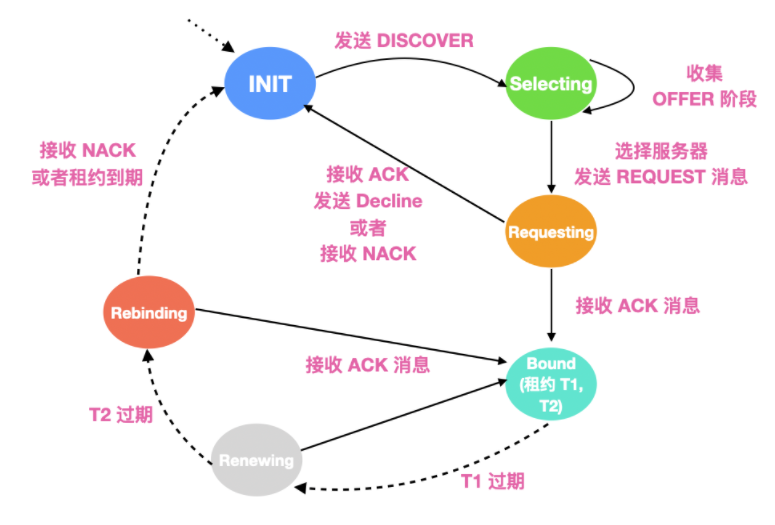 发送 DISCOVER
INIT
Selecting
收集
OFFER 阶段
接收 NACK
或者租约到期
接收 ACK
发送 Decline
或者
接收 NACK
选择服务器
发送 REQUEST 消息
Requesting
接收 ACK 消息
Rebinding
接收 ACK 消息
Bound
(租约 T1,
T2)
T2 过期
Renewing
T1 过期